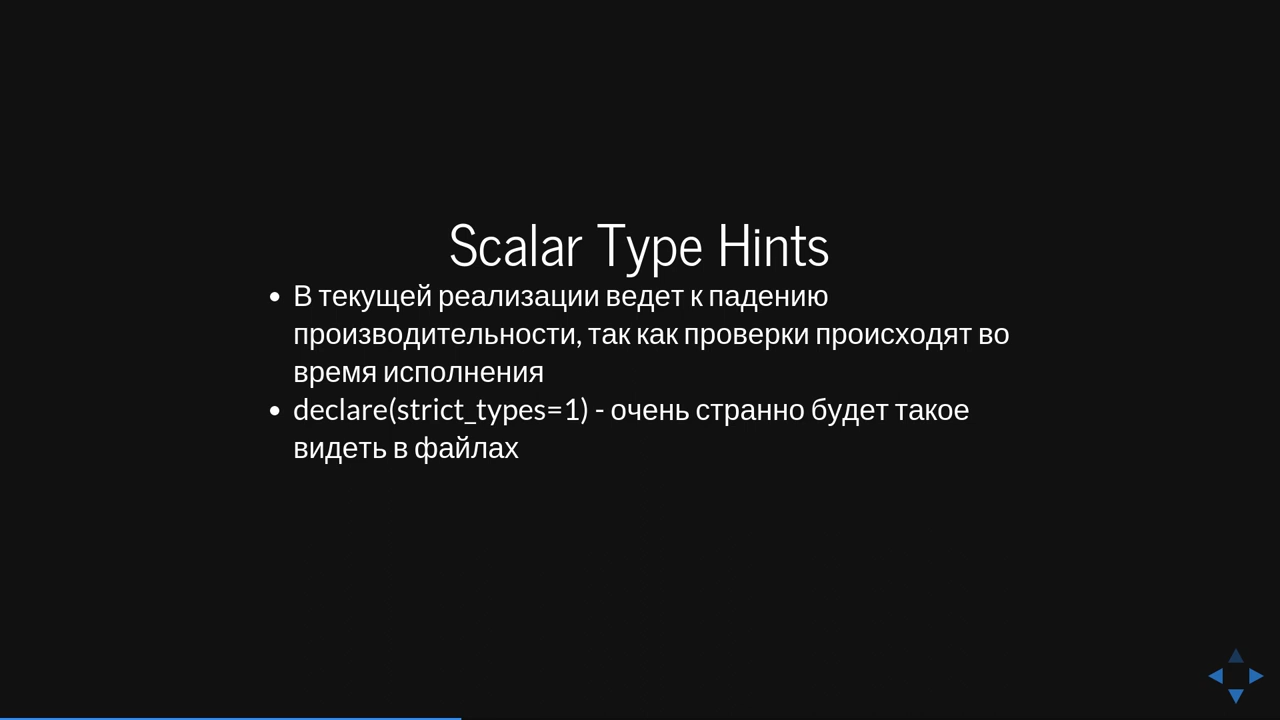 Scalar Type Hints
• В текущей реализации ведет к падению
производительности, так как проверки происходят во
время исполнения
• declare(strict_types=1) - очень странно будет такое
видеть в файлах